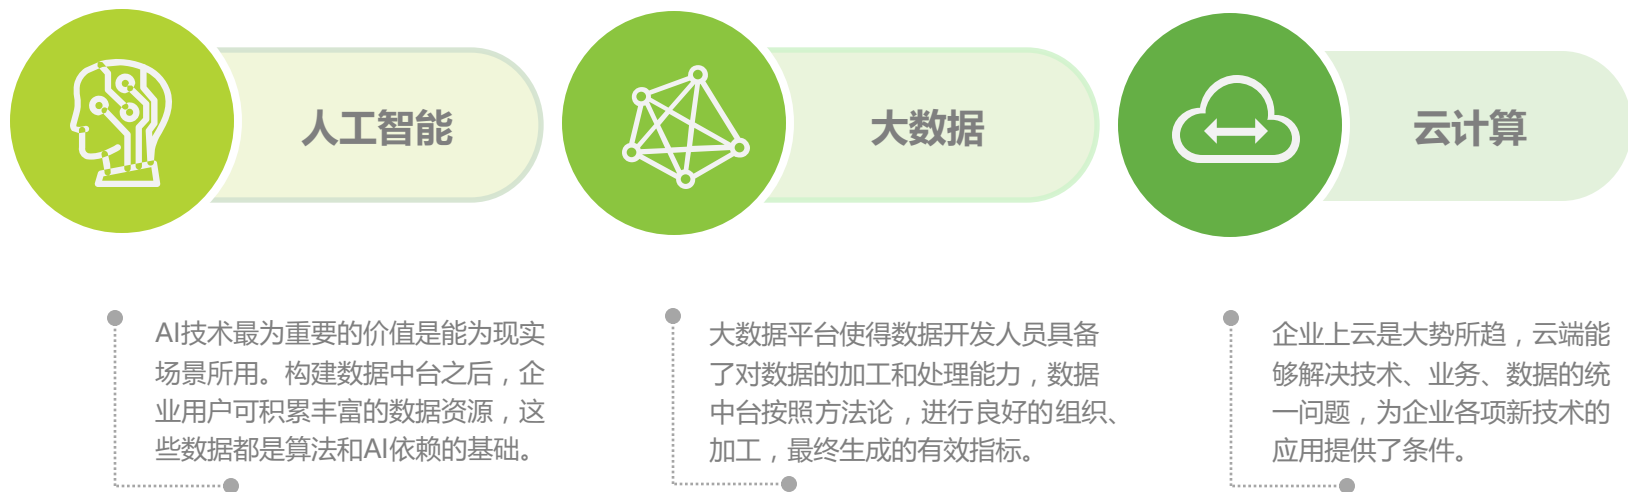 人工智能
大数据
云计算
AI技术最为重要的价值是能为现实
场景所用。构建数据中台之后，企
业用户可积累丰富的数据资源，这
些数据都是算法和AI依赖的基础。
大数据平台使得数据开发人员具备
了对数据的加工和处理能力，数据
中台按照方法论，进行良好的组织、
加工，最终生成的有效指标。
企业上云是大势所趋，云端能
够解决技术、业务、数据的统
一问题，为企业各项新技术的
应用提供了条件。